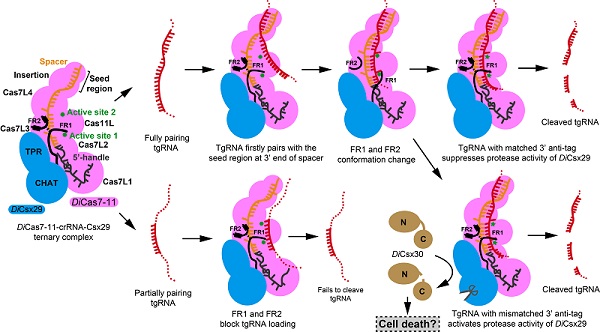 Spacer
Insertion
Seed
region
Cas7L4
FR2
FR1
Active site 2
Cas11L
Active site 1
Cas7L3
Cas7L2
TPR
5'-handle
CHAT
Cas7L1
DiCsx29
DiCas7-11
DiCas7-11-crRNA-Csx29
ternary complex
Fully pairing
tgRNA
FR2
FR1
TgRNA firstly pairs with the
seed region at 3' end of spacer
FR2
FR1
FR1 and FR2
conformation change
FR2
FR1
TgRNA with matched 3' anti-tag
suppresses protease activity of DiCsx29
Cleaved tgRNA
Partially pairing
tgRNA
FR2
FR1
FR1 and FR2
block tgRNA loading
Fails to cleave
tgRNA
N
C
DiCsx30
N
C
Cell death?
FR2
FR1
TgRNA with mismatched 3' anti-tag
activates protease activity of DiCsx29
Cleaved tgRNA